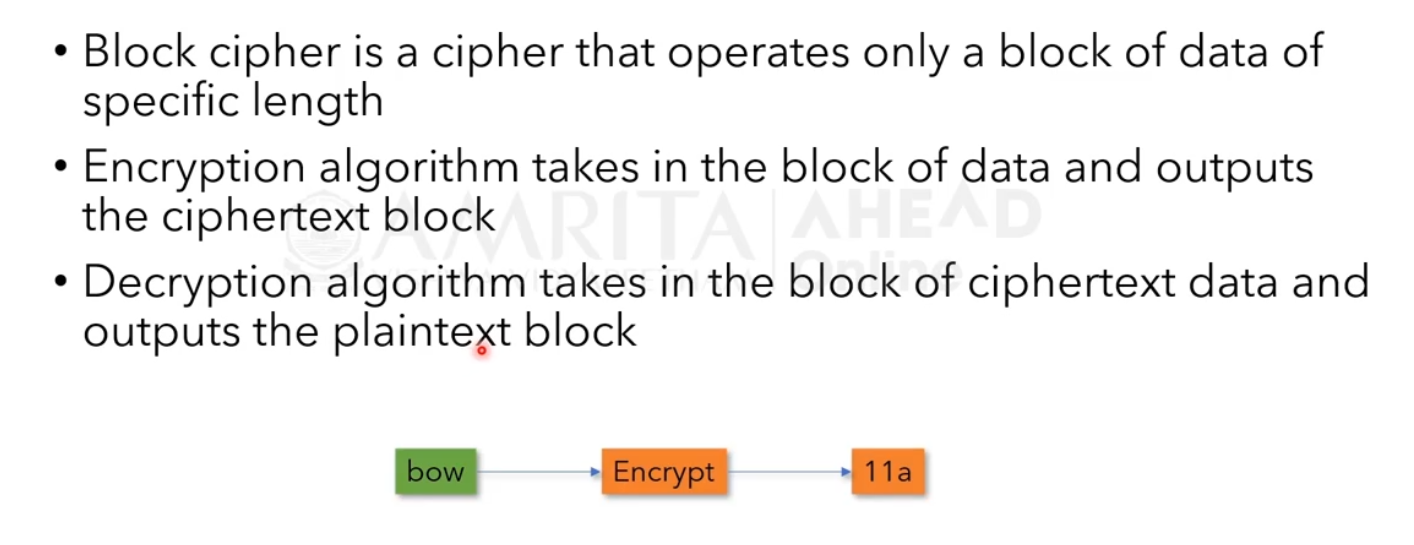 • Block cipher is a cipher that operates only a block of data of
specific length
• Encryption algorithm takes in the block of data and outputs
the ciphertext block
• Decryption algorithm takes in the block of ciphertext data and
outputs the plaintext block
AMRITA AHEAD
Online
bow Encrypt 11a